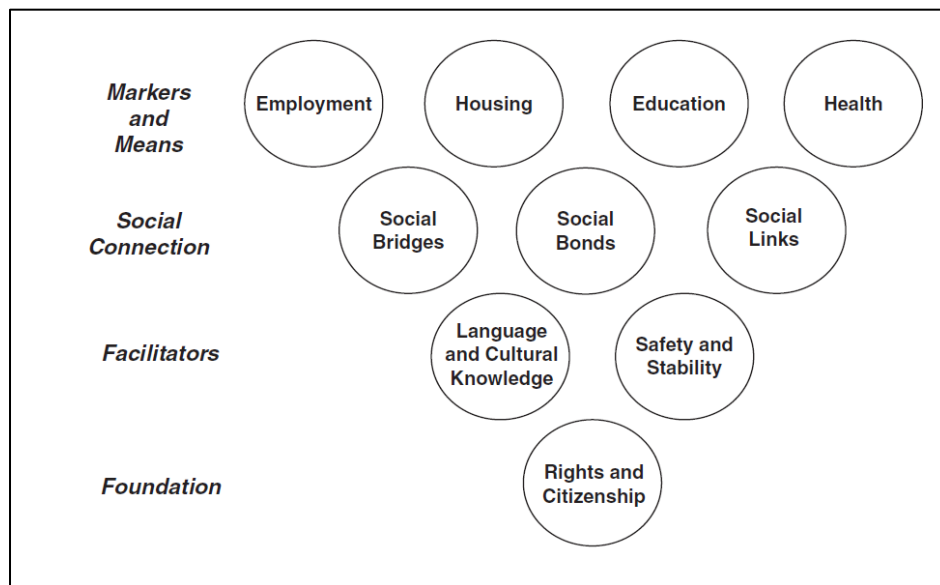 Markers
and
Means
Employment
Housing
Education
Health
Social
Connection
Social
Bridges
Social
Bonds
Social
Links
Facilitators
Language
and Cultural
Knowledge
Safety and
Stability
Foundation
Rights and
Citizenship